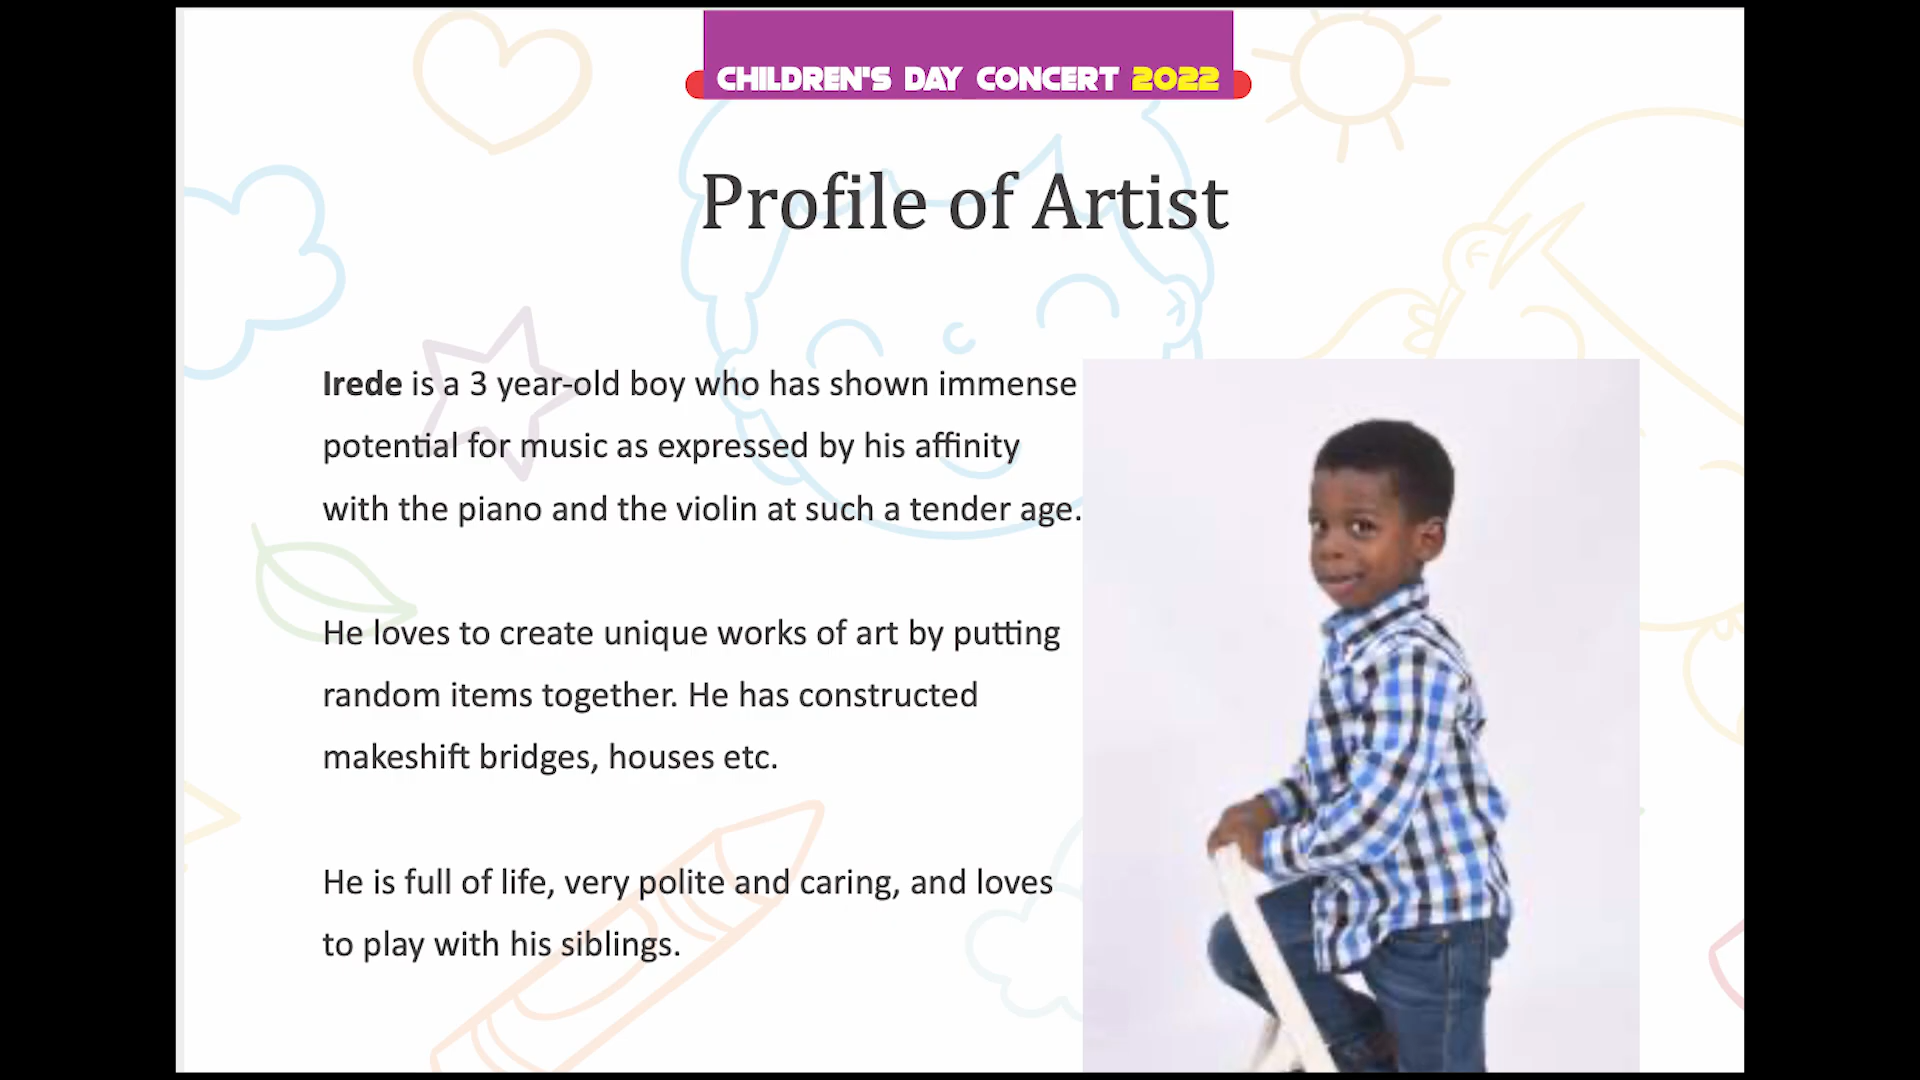 CHILDREN'S DAY CONCERT 2022
Profile of Artist
Irede is a 3 year-old boy who has shown immense
potential for music as expressed by his affinity
with the piano and the violin at such a tender age.
He loves to create unique works of art by putting
random items together. He has constructed
makeshift bridges, houses etc.
He is full of life, very polite and caring, and loves
to play with his siblings.